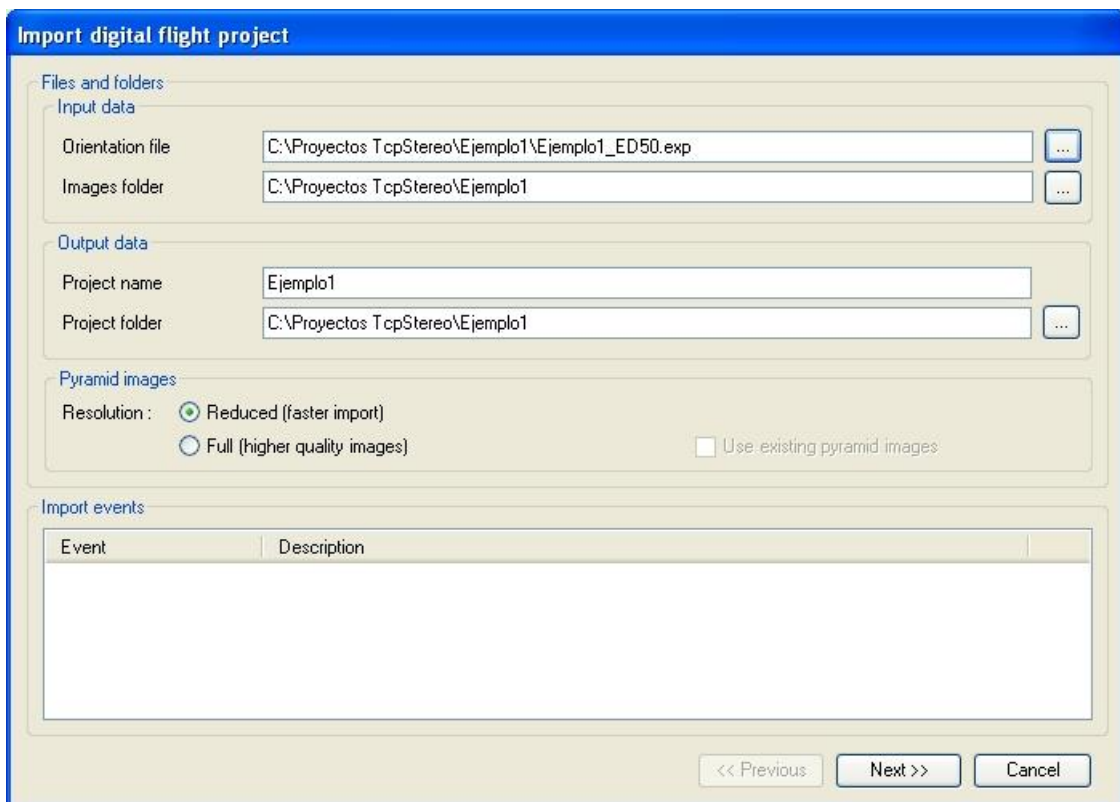 Import digital flight project
Files and folders
Input data
Orientation file C:\Proyectos TcpStereo\Ejemplo1\Ejemplo1_ED50.exp ...
Images folder C:\Proyectos TcpStereo\Ejemplo1 ...
Output data
Project name Ejemplo1
Project folder C:\Proyectos TcpStereo\Ejemplo1 ...
Pyramid images
Resolution : Reduced (faster import)
Full (higher quality images) Use existing pyramid images
Import events
Event Description
<< Previous Next >> Cancel